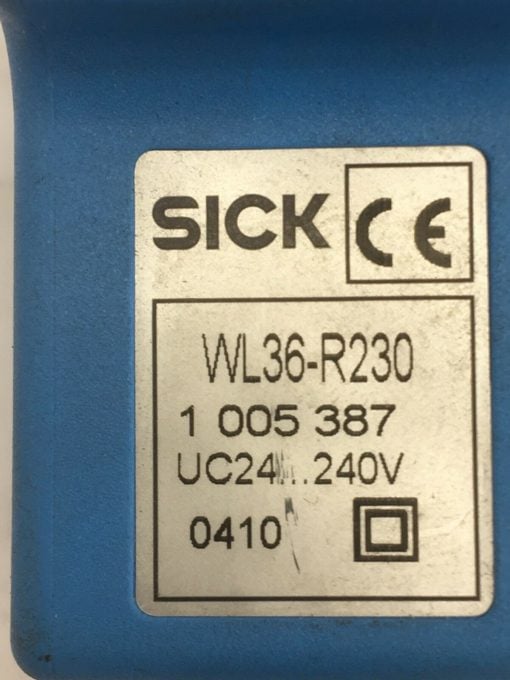 SICK CE
WL36-R230
1 005 387
UC24...240V
0410